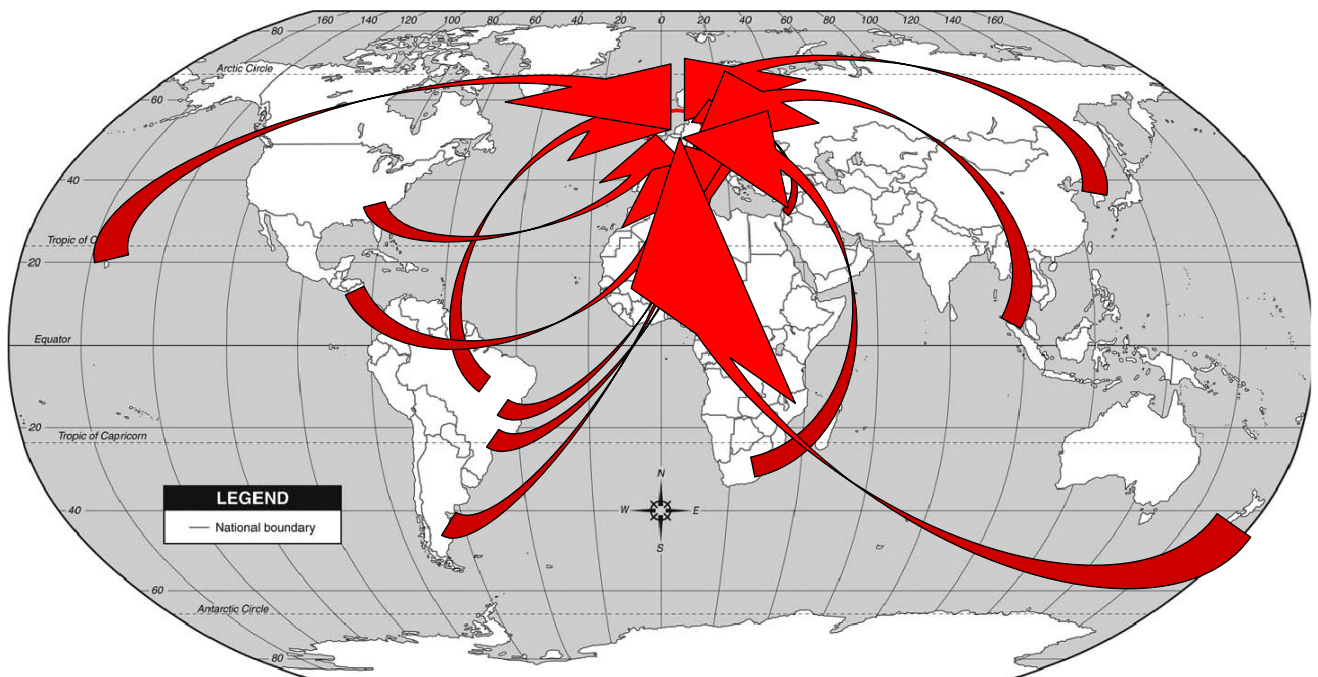 160 140 120 100 80 60 40 20 0 20 40 60 80 100 120 140 160
80
Arctic Circle
60
40
Tropic of C
20
Equator
20
Tropic of Capricorn
LEGEND
National boundary
N
W E
S
40
60
Antarctic Circle
80